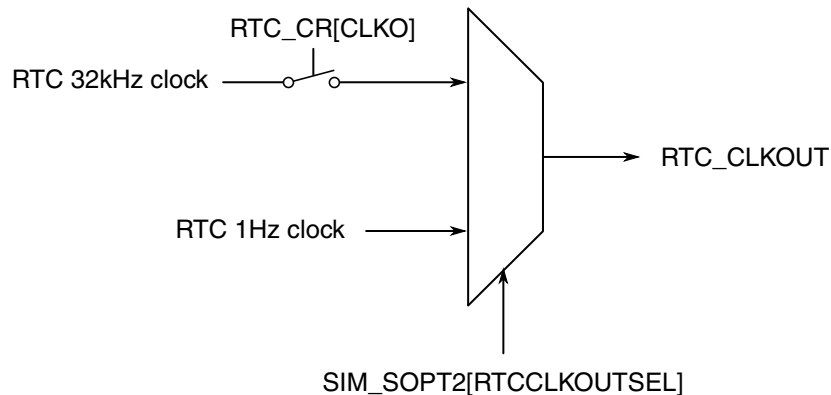 RTC_CR[CLKO]
RTC 32kHz clock
RTC_CLKOUT
RTC 1Hz clock
SIM_SOPT2[RTCCLKOUTSEL]